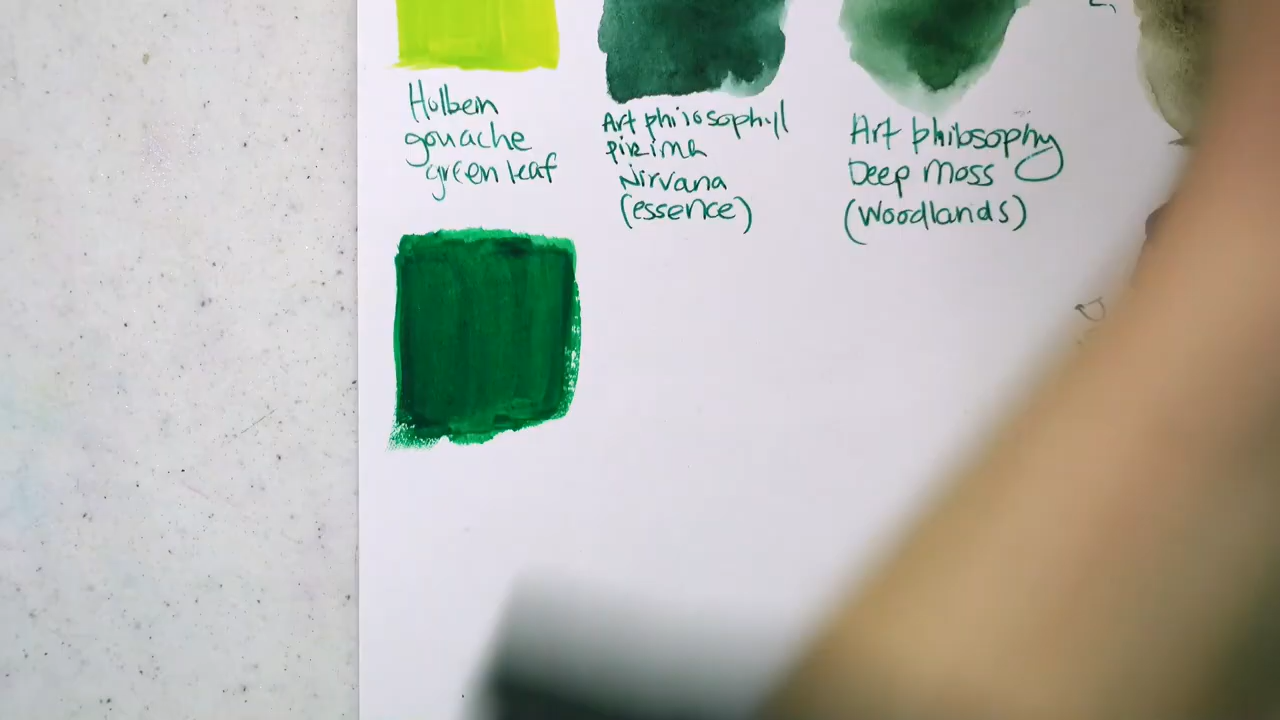 Holbein
gouache
green leaf
Art philosophy
prima
Nirvana
(essence)
Art philosophy
Deep Moss
(Woodlands)